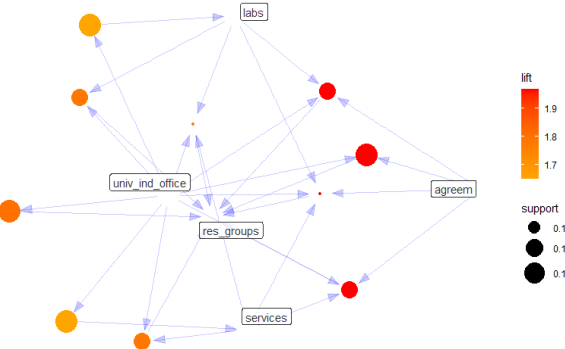 labs
univ_ind_office
agreem
res_groups
services
lift
1.9
1.8
1.7
support
0.1
0.1
0.1